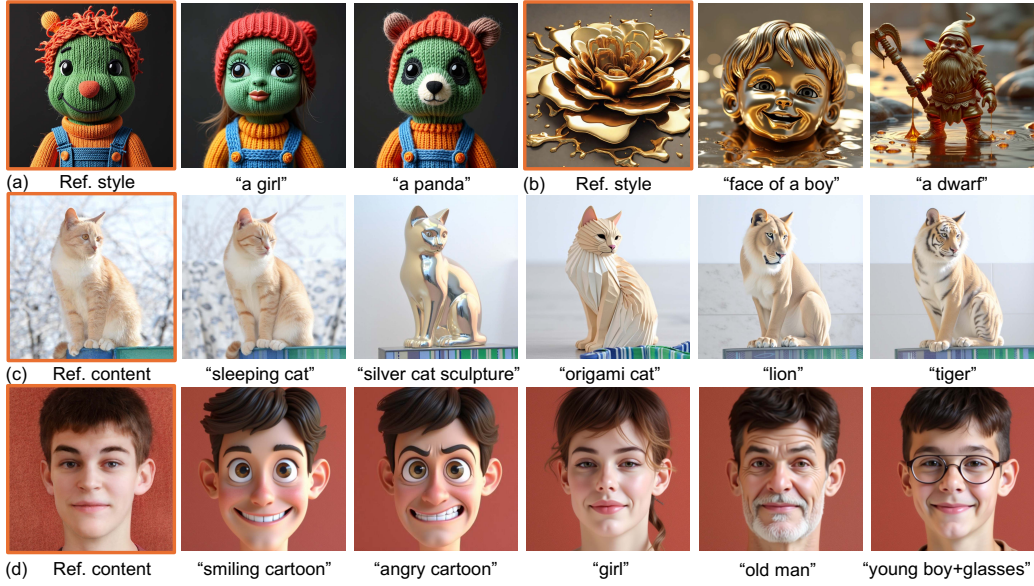 (a) Ref. style “a girl” “a panda” (b) Ref. style “face of a boy” “a dwarf”
(c) Ref. content “sleeping cat” “silver cat sculpture” “origami cat” “lion” “tiger”
(d) Ref. content “smiling cartoon” “angry cartoon” “girl” “old man” “young boy+glasses”